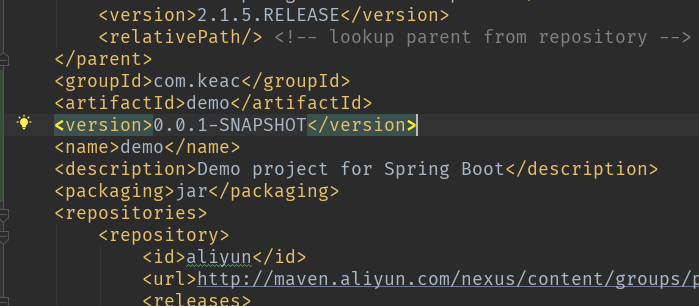 <version>2.1.5.RELEASE</version>
<relativePath/> <!-- lookup parent from repository -->
</parent>
<groupId>com.keac</groupId>
<artifactId>demo</artifactId>
<version>0.0.1-SNAPSHOT</version>
<name>demo</name>
<description>Demo project for Spring Boot</description>
<packaging>jar</packaging>
<repositories>
<repository>
<id>aliyun</id>
<url>http://maven.aliyun.com/nexus/content/groups/p
<releases>